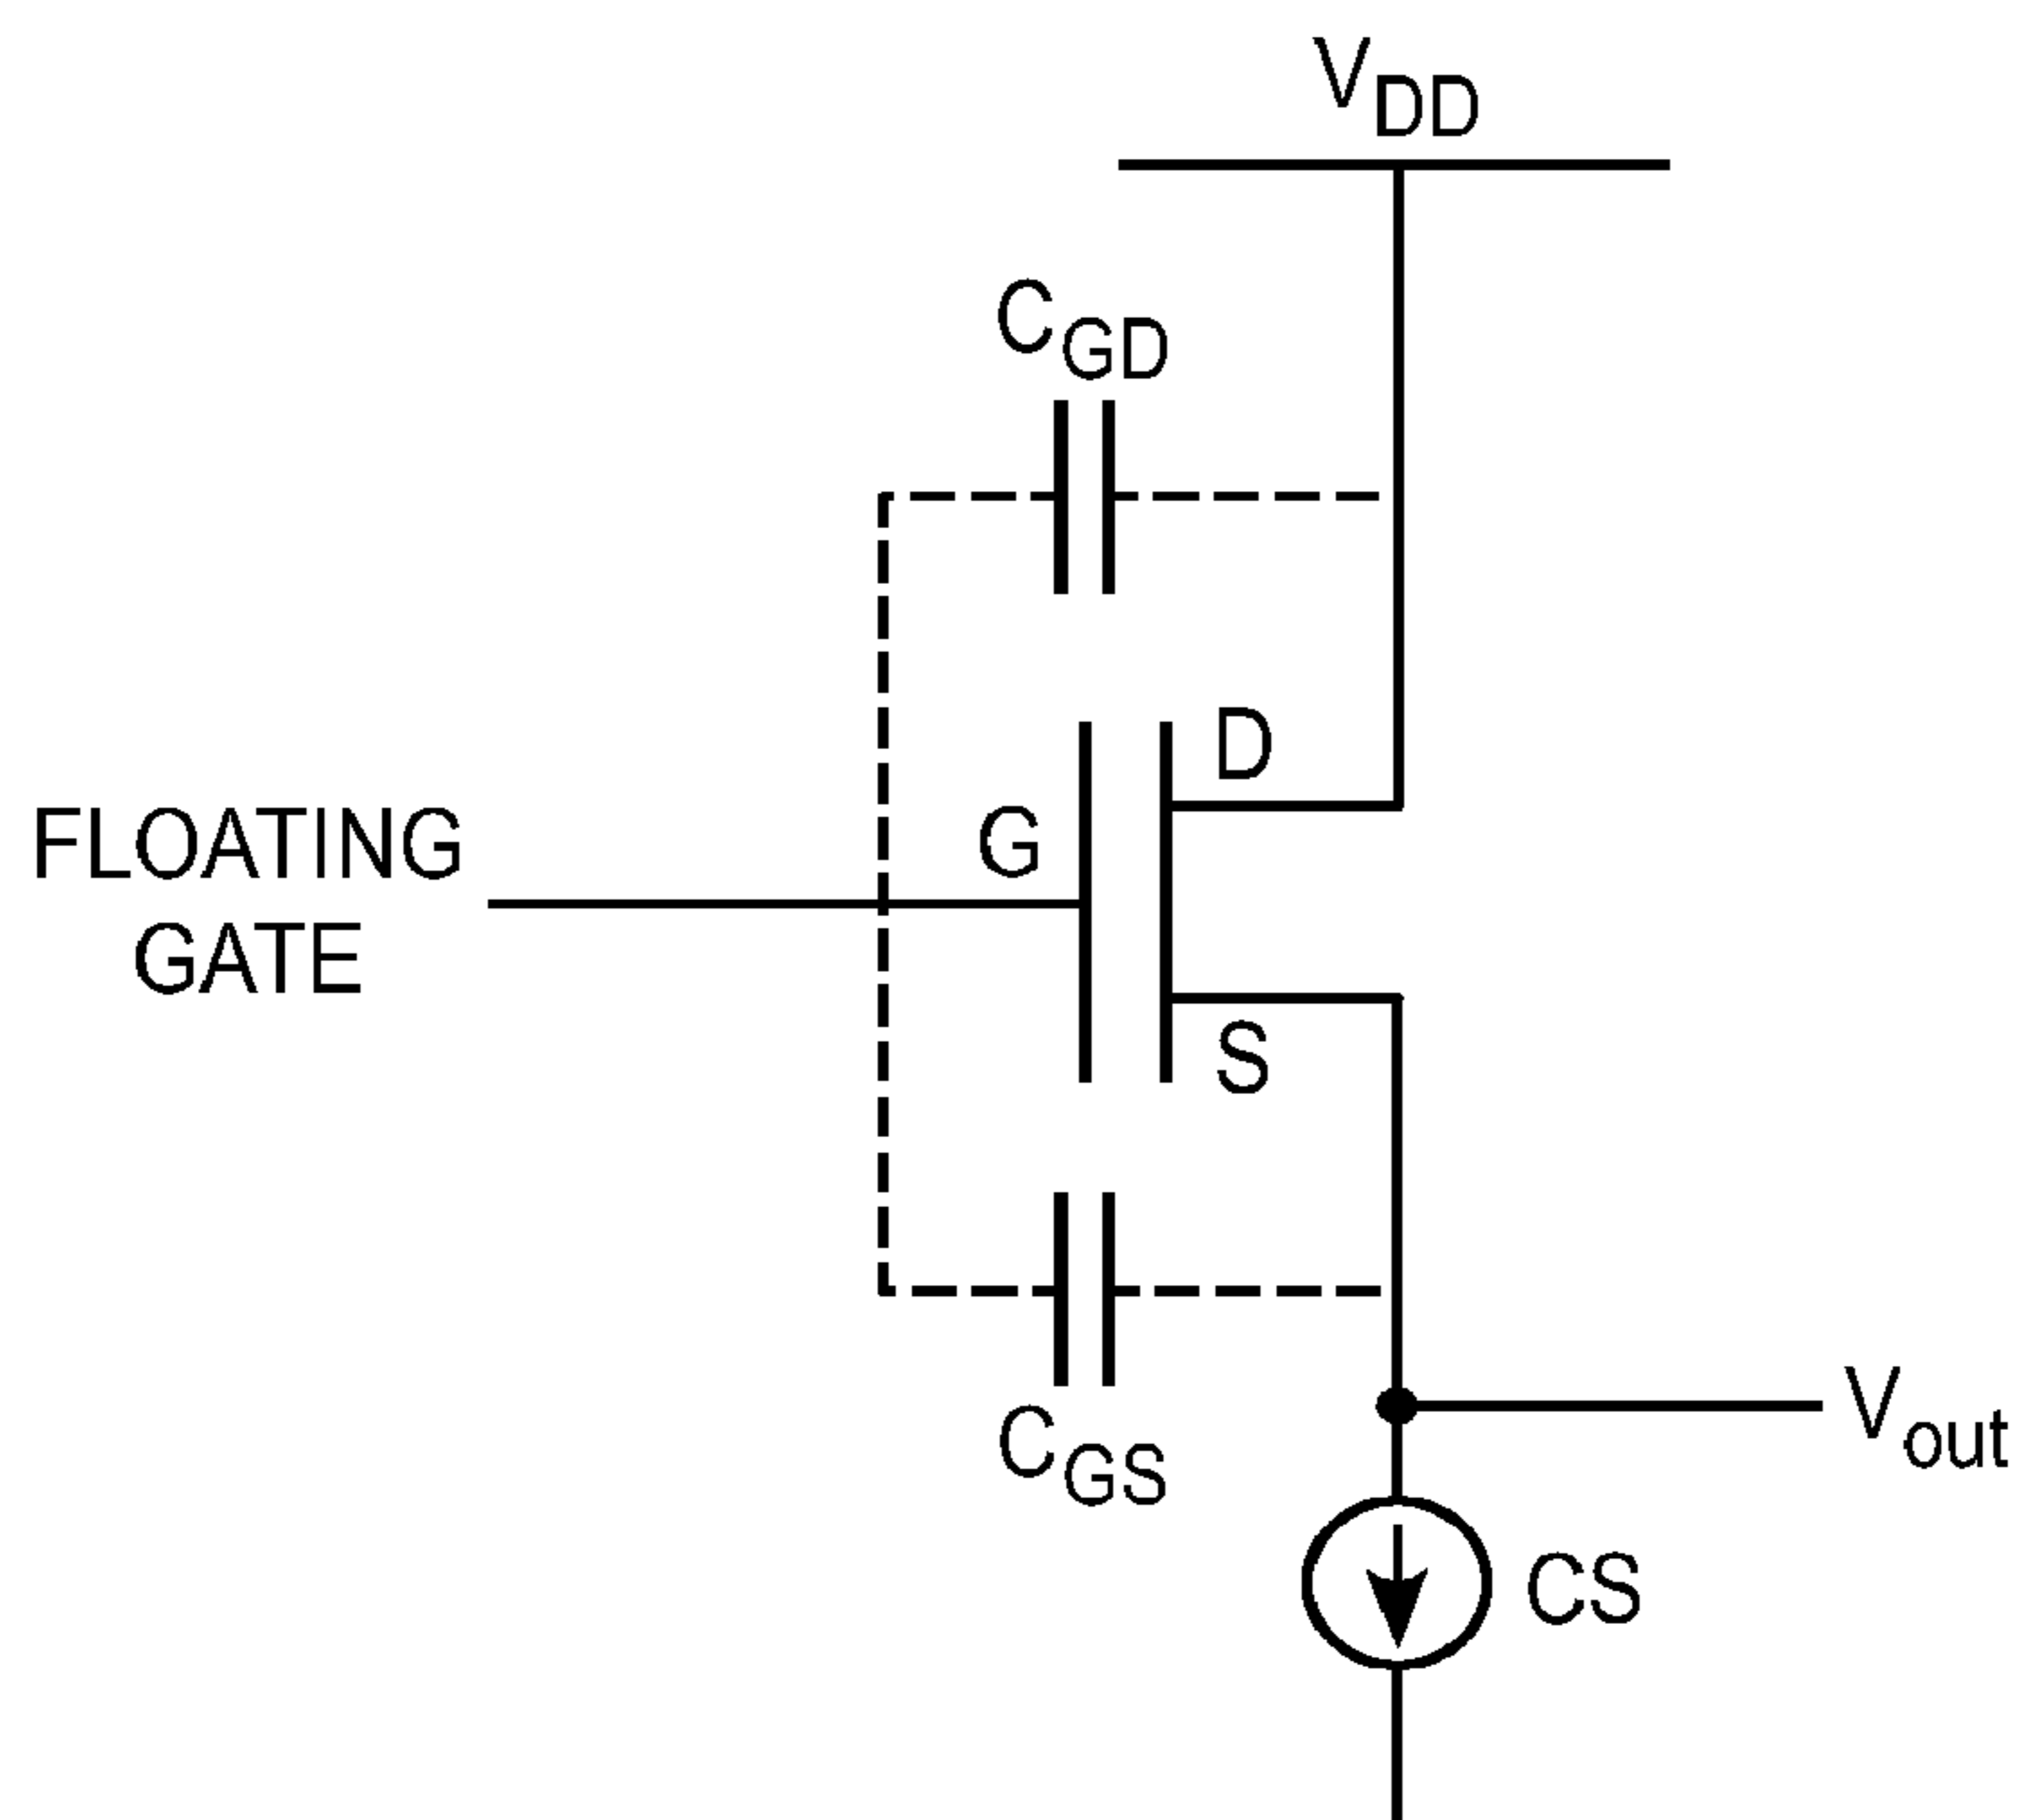 VDD
CGD
D
G
FLOATING
GATE
S
CGS
Vout
CS